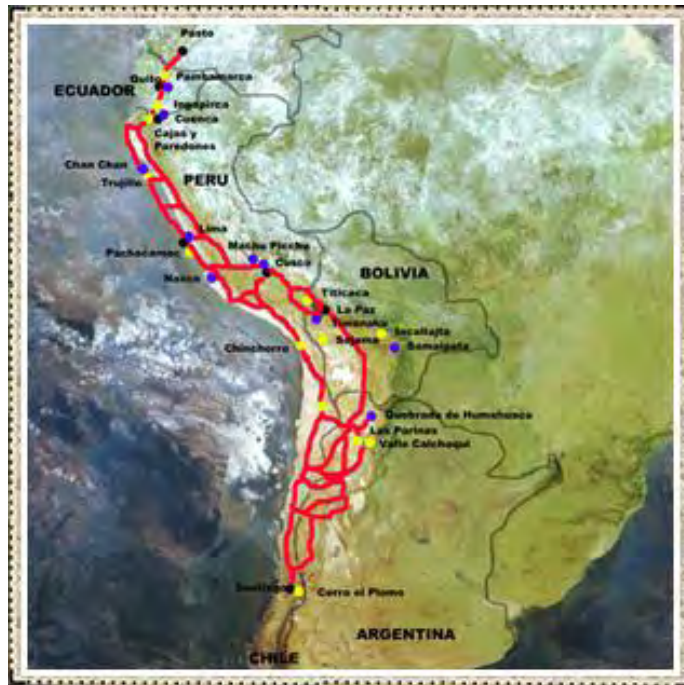 Pasto
Quito
Pambamarca
ECUADOR
Ingapirca
Cuenca
Cajas y
Paredones
Chan Chan
PERU
Trujillo
Lima
Pachacamac
Machu Picchu
Cusco
Nasca
BOLIVIA
Titicaca
La Paz
Tiwanaku
Incallajta
Sajama
Samaipata
Chinchorro
Quebrada de Humahuaca
Las Parinas
Valle Calchaqui
Santiago
Cerro el Plomo
ARGENTINA
CHILE